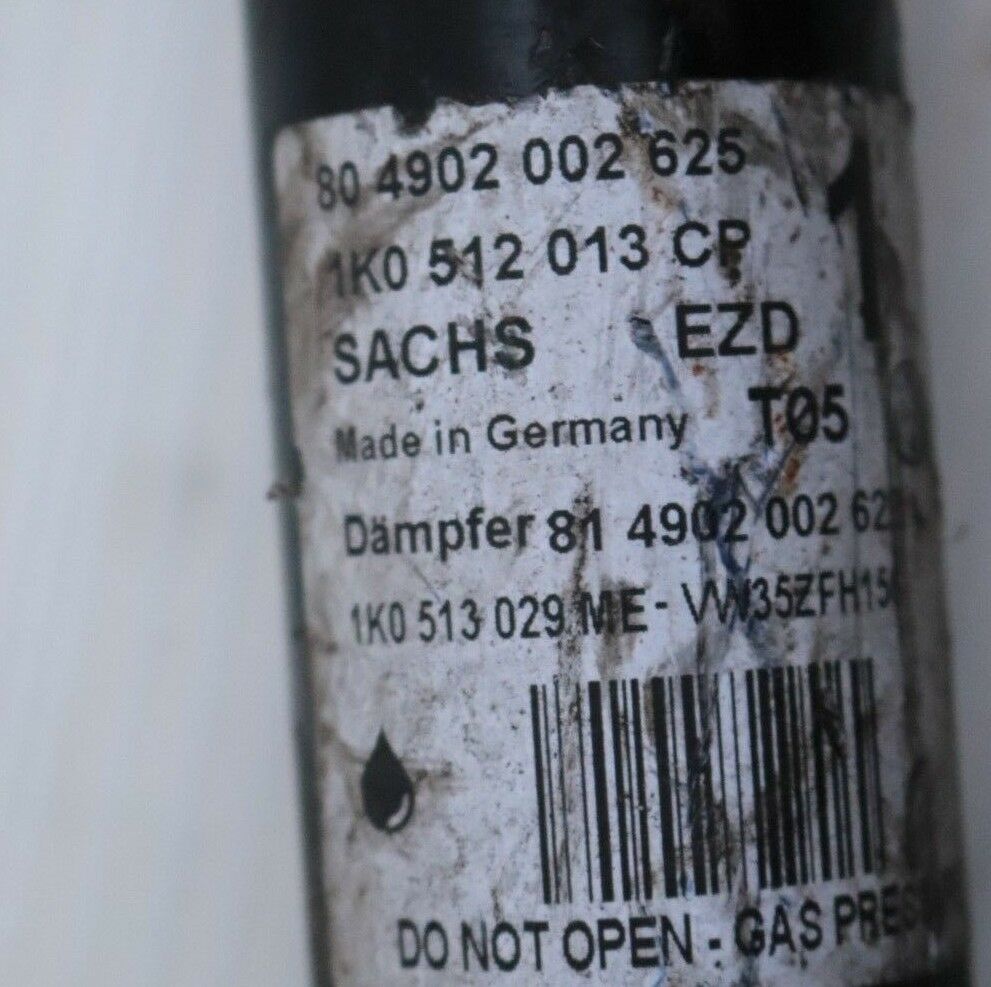 80 4902 002 625
1K0 512 013 CP
SACHS EZD
Made in Germany T05
Dämpfer 81 4902 002 62
1K0 513 029 ME- VW35ZFH15
DO NOT OPEN - GAS PRES